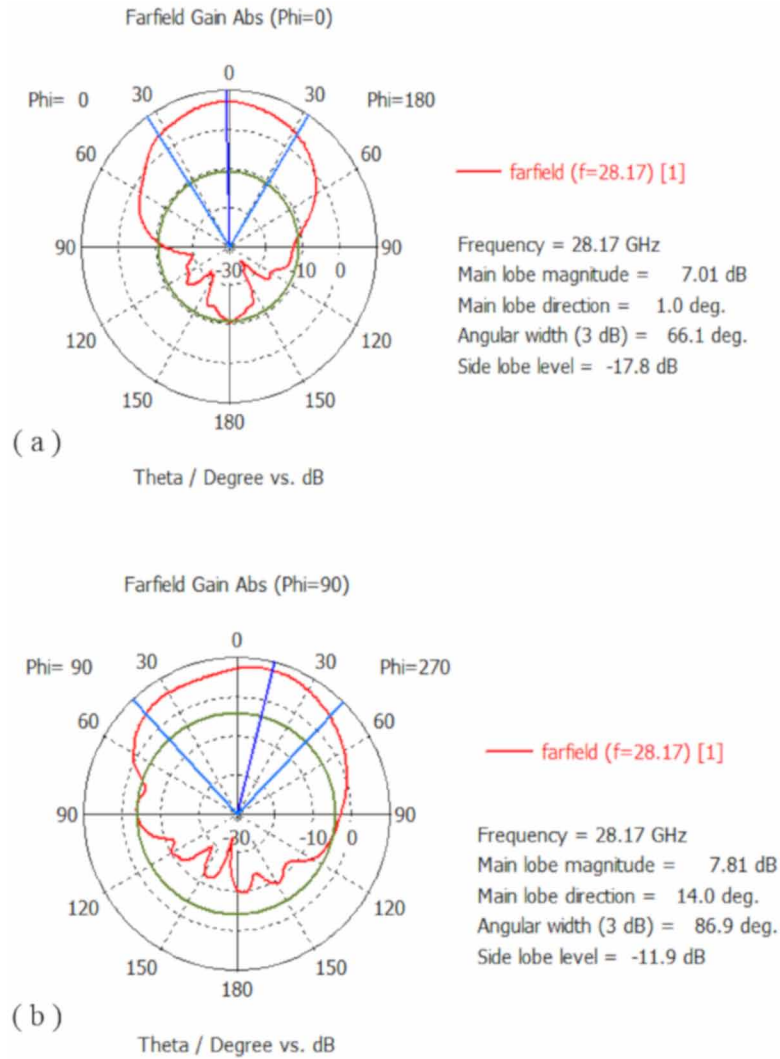 Farfield Gain Abs (Phi=0)
0
Phi= 0 30 30 Phi=180
60 60
farfield (f=28.17) [1]
90 -30 -10 0 90
Frequency = 28.17 GHz
Main lobe magnitude = 7.01 dB
Main lobe direction = 1.0 deg.
Angular width (3 dB) = 66.1 deg.
Side lobe level = -17.8 dB
120 120
150 150
180
(a)
Theta / Degree vs. dB
Farfield Gain Abs (Phi=90)
0
Phi= 90 30 30 Phi=270
60 60
farfield (f=28.17) [1]
90 30 -10 0 90
Frequency = 28.17 GHz
Main lobe magnitude = 7.81 dB
Main lobe direction = 14.0 deg.
Angular width (3 dB) = 86.9 deg.
Side lobe level = -11.9 dB
120 120
150 150
180
(b)
Theta / Degree vs. dB